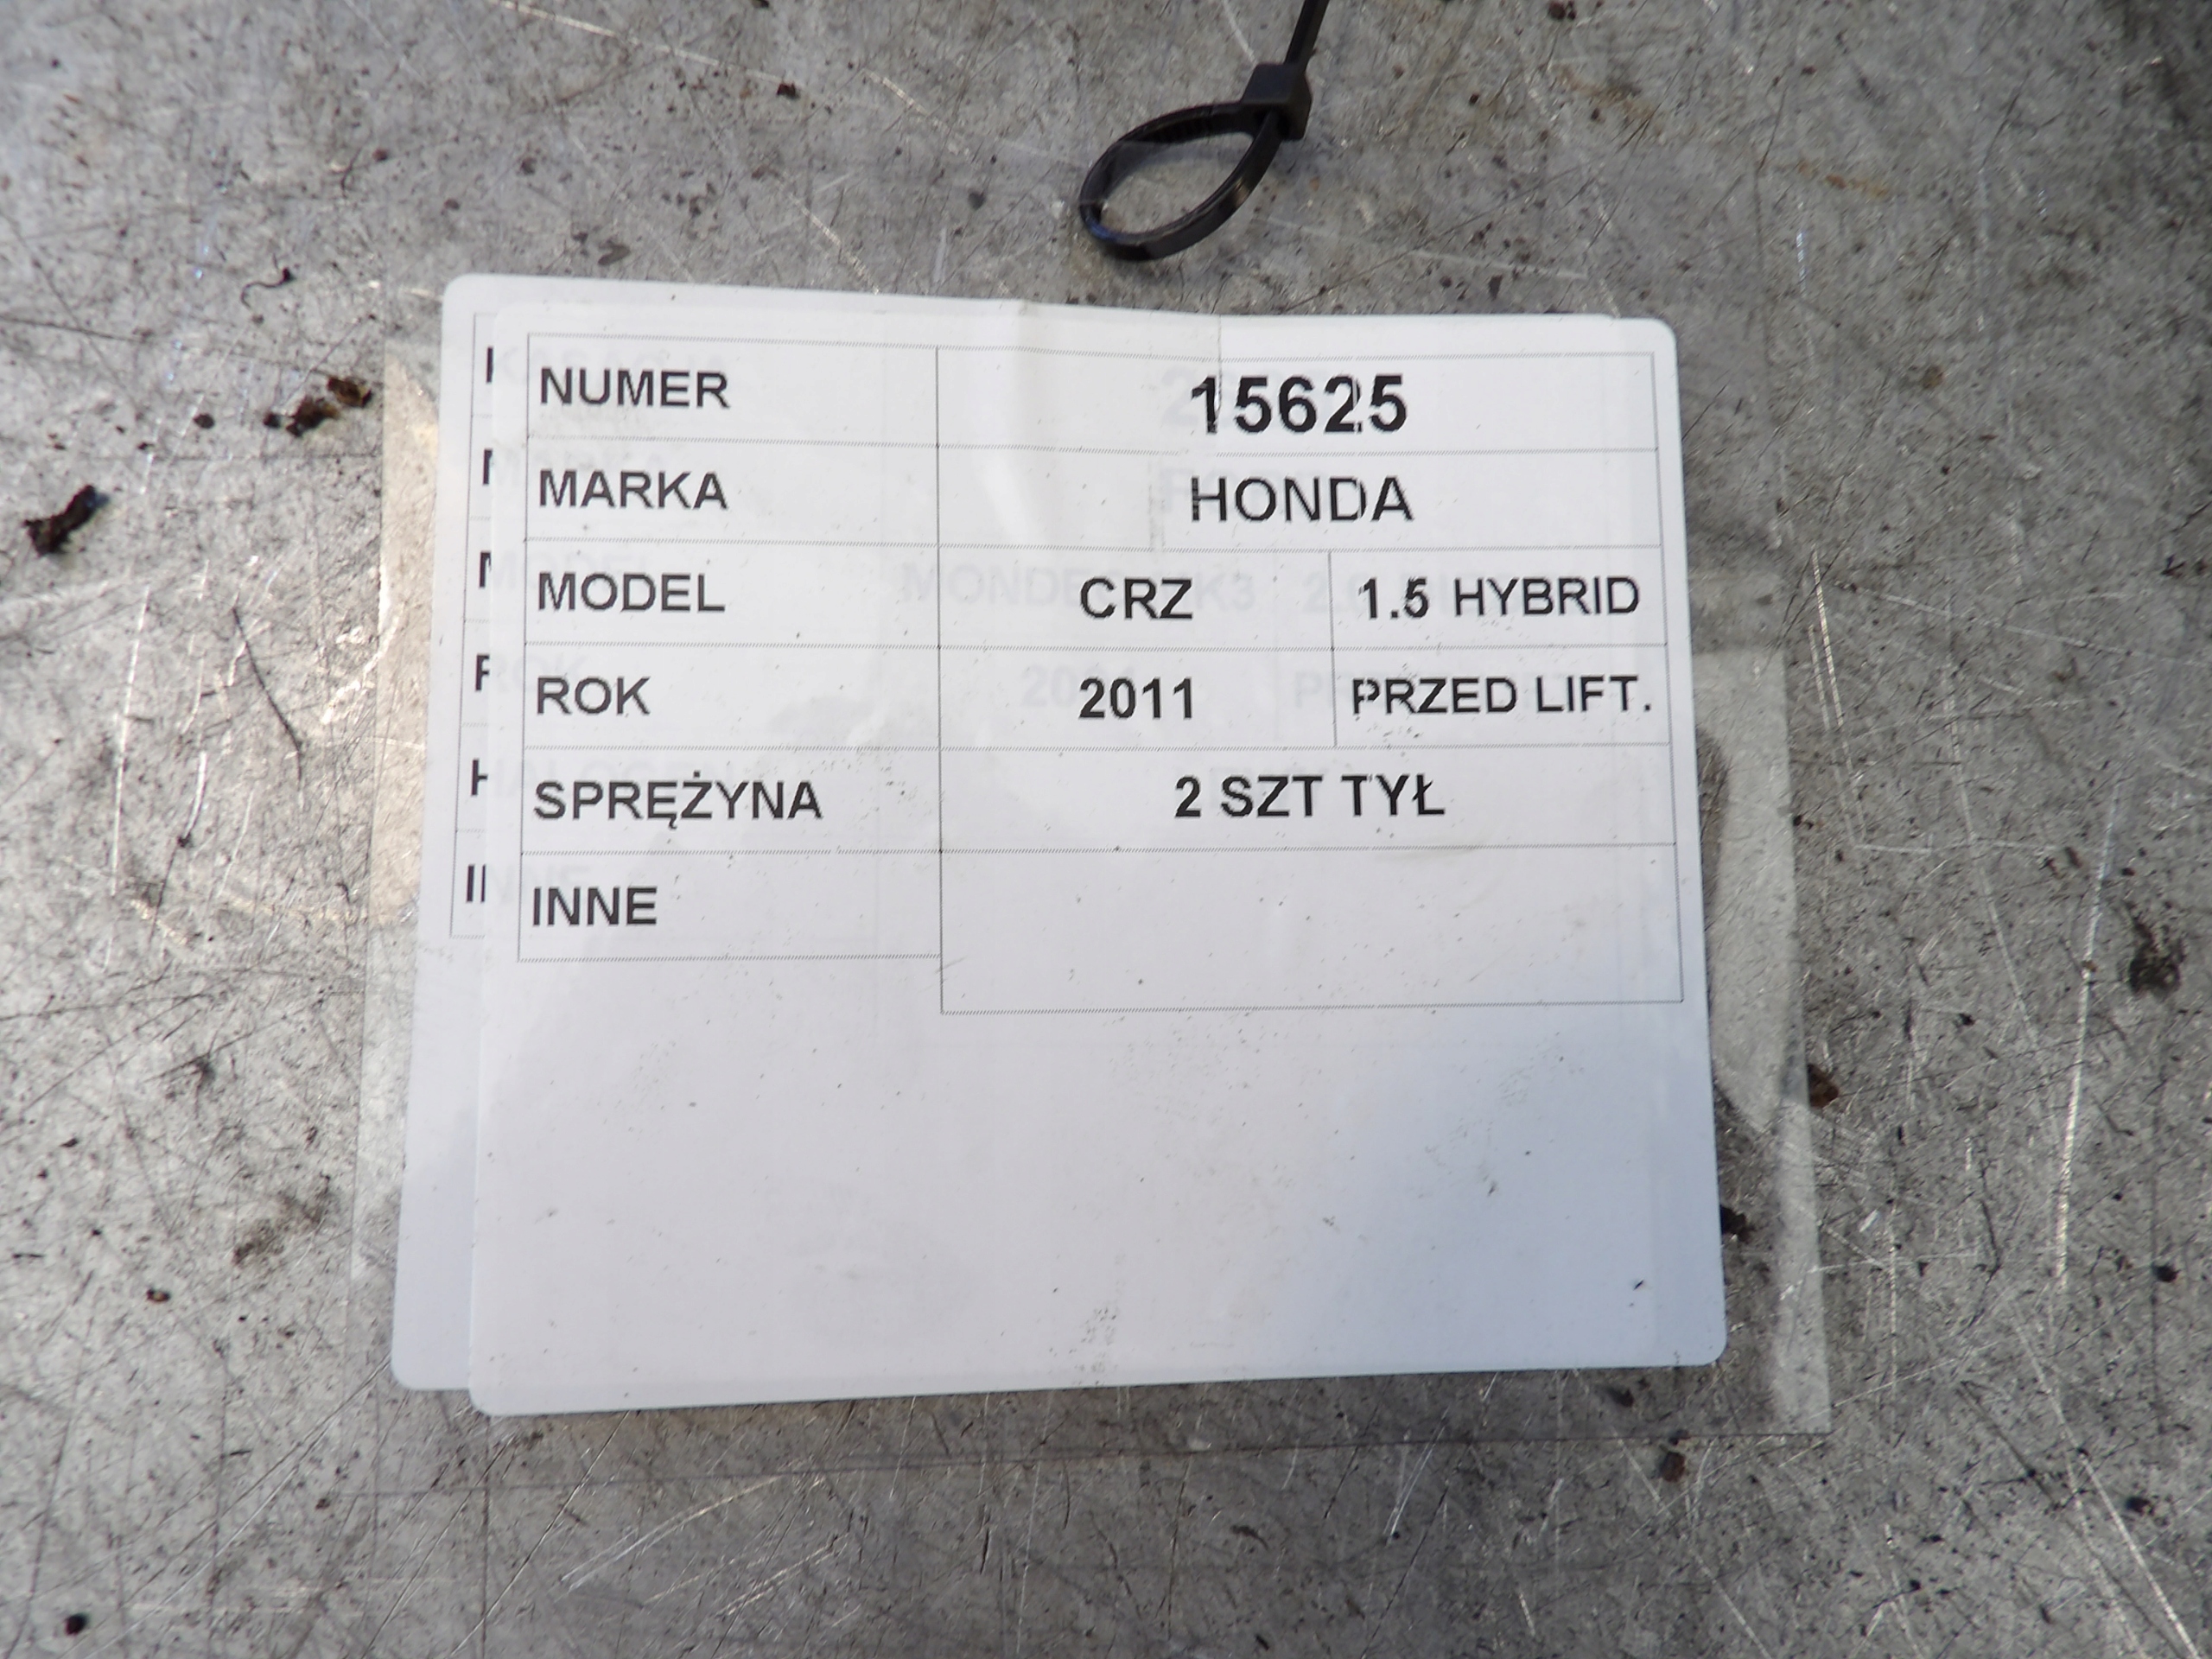 NUMER 15625
MARKA HONDA
MODEL CRZ 1.5 HYBRID
ROK 2011 PRZED LIFT.
SPRĘŻYNA 2 SZT TYŁ
INNE